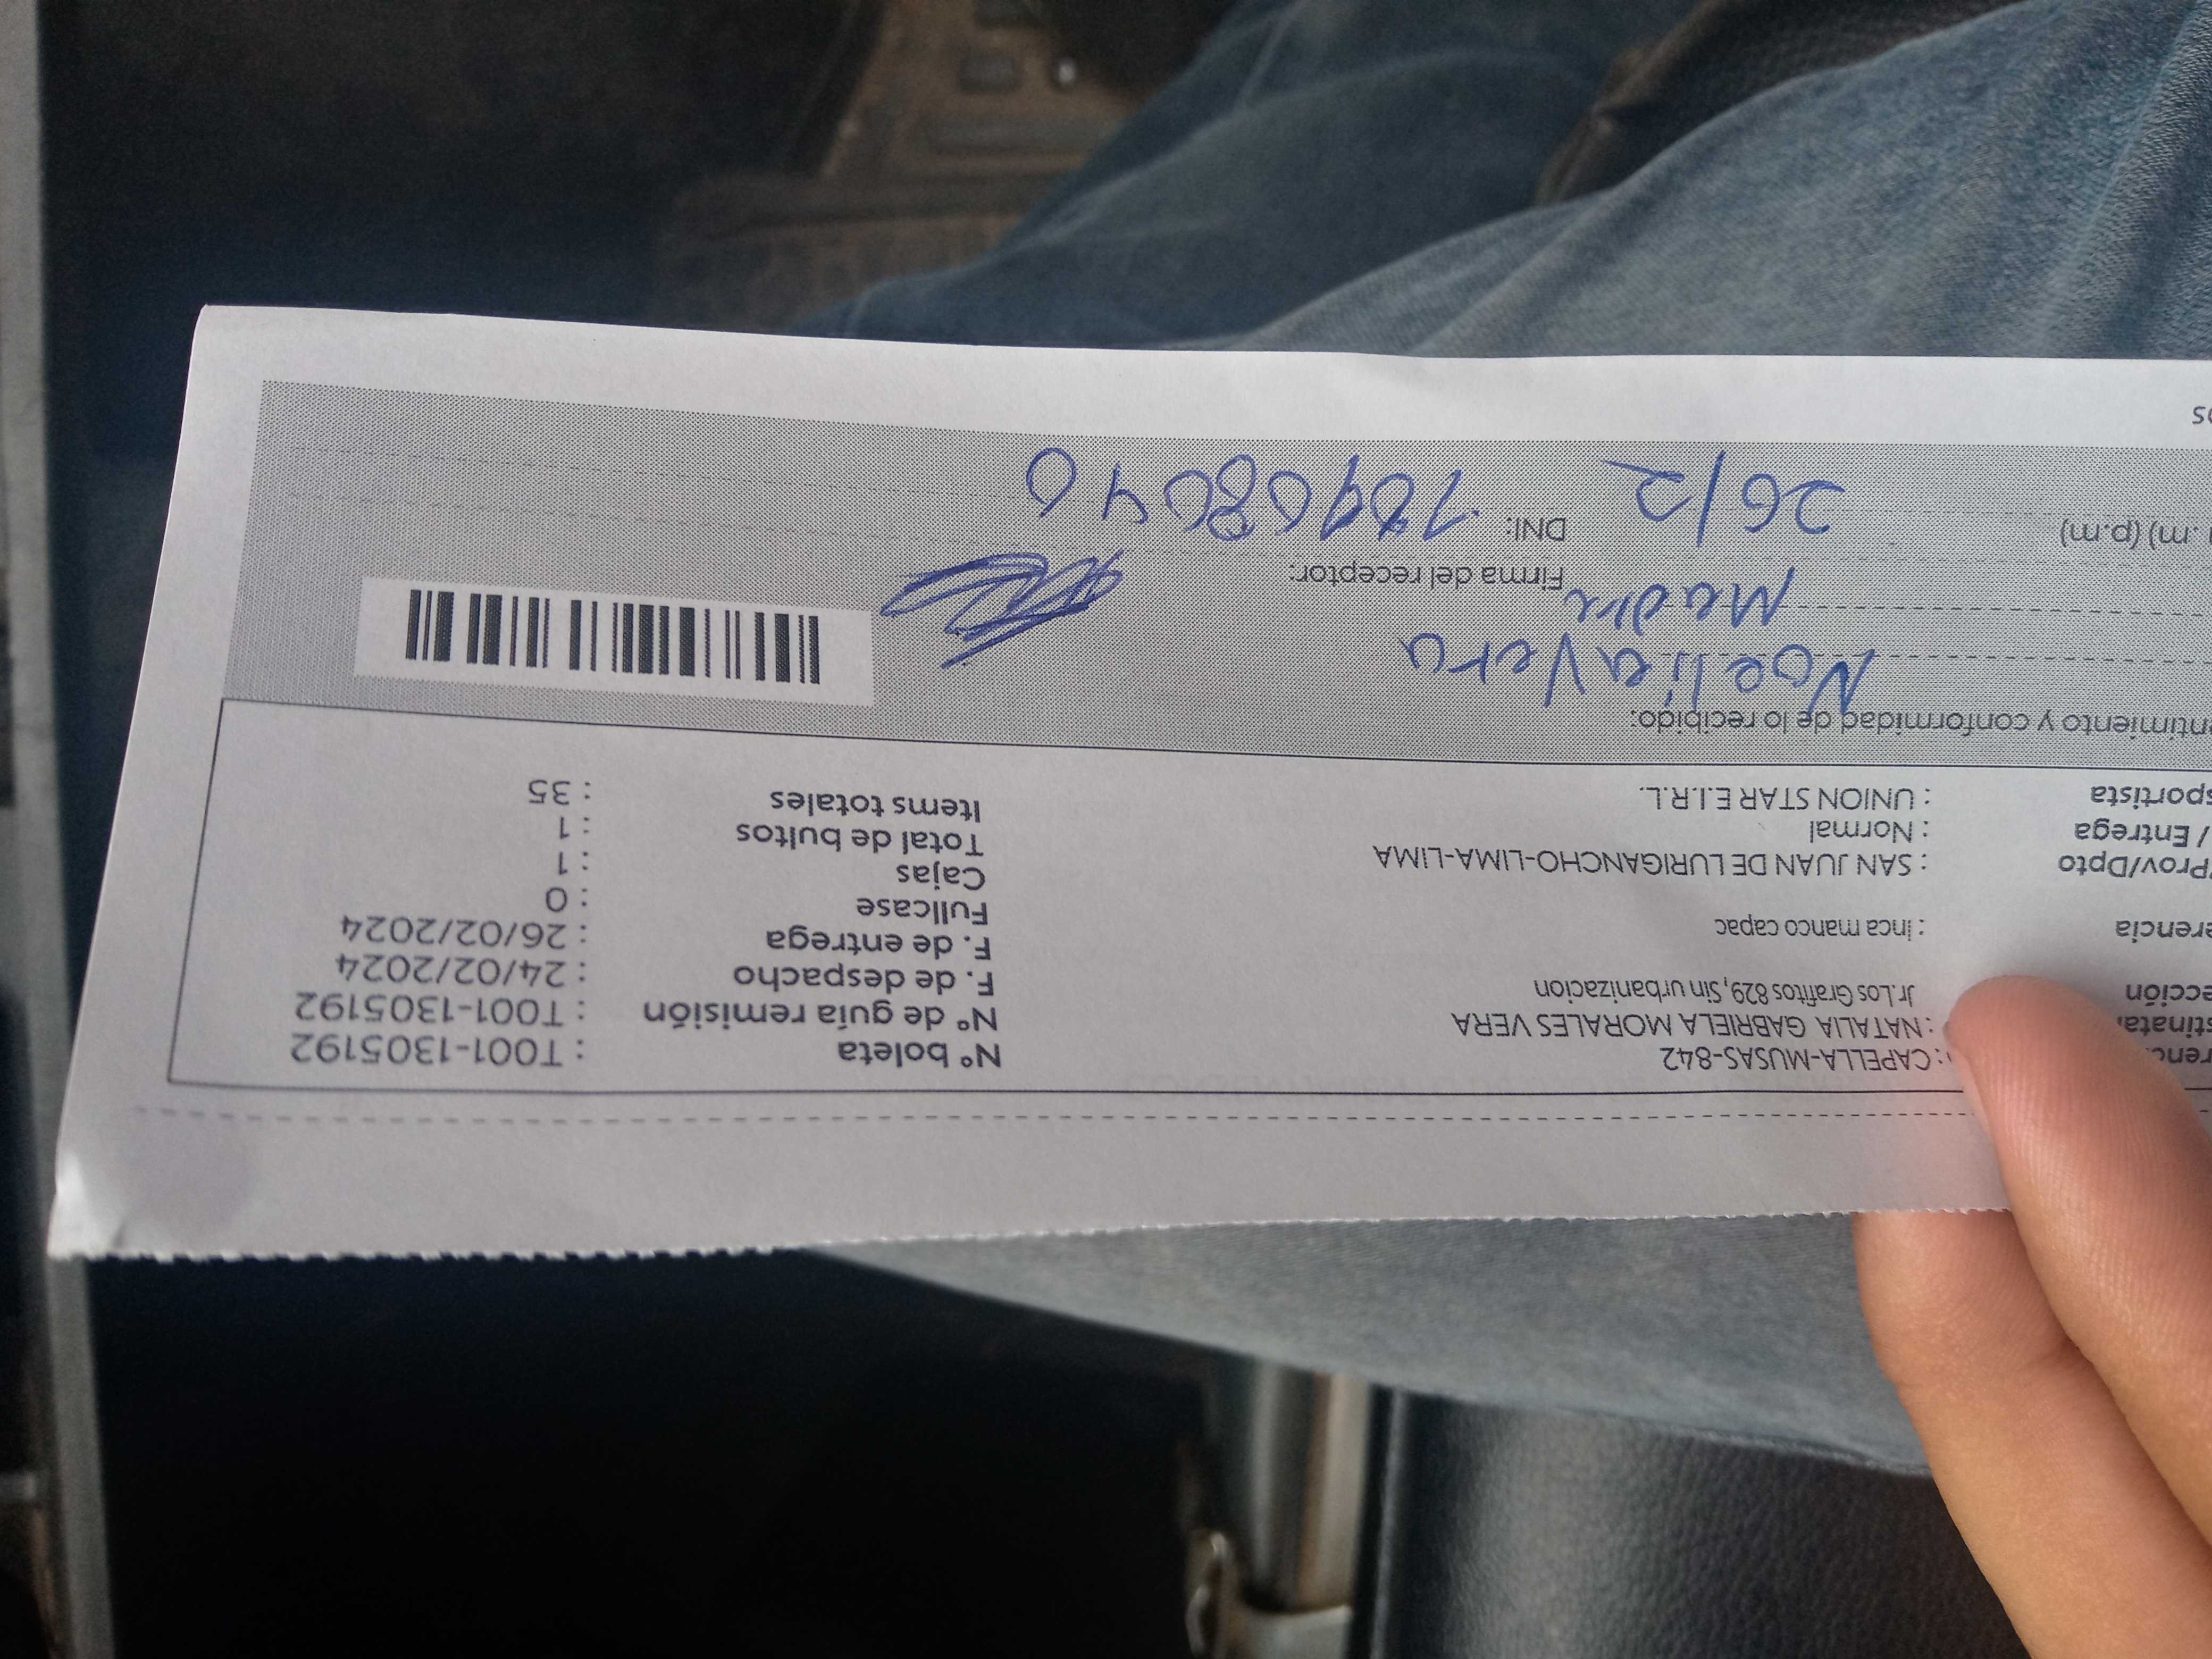 : CAPELLA-MUSAS-842
: NATALIA GABRIELA MORALES VERA
Jr.Los Grafitos 829, Sin urbanizacion
: Inca manco capac
: SAN JUAN DE LURIGANCHO-LIMA-LIMA
: Normal
: UNION STAR E.I.R.L.
N° boleta : T001-1305192
N° de guía remisión : T001-1305192
F. de despacho : 24/02/2024
F. de entrega : 26/02/2024
Fullcase : 0
Cajas : 1
Total de bultos : 1
Items totales : 35
y conformidad de lo recibido:
Noelia Vera
Madre
Firma del receptor:
(p.m) 26/2 DNI: